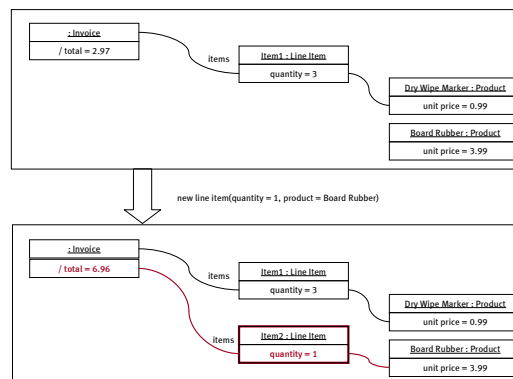 : Invoice
/ total = 2.97
items
Item1 : Line Item
quantity = 3
Dry Wipe Marker : Product
unit price = 0.99
Board Rubber : Product
unit price = 3.99
new line item(quantity = 1, product = Board Rubber)
: Invoice
/ total = 6.96
items
Item1 : Line Item
quantity = 3
Dry Wipe Marker : Product
unit price = 0.99
items
Item2 : Line Item
quantity = 1
Board Rubber : Product
unit price = 3.99